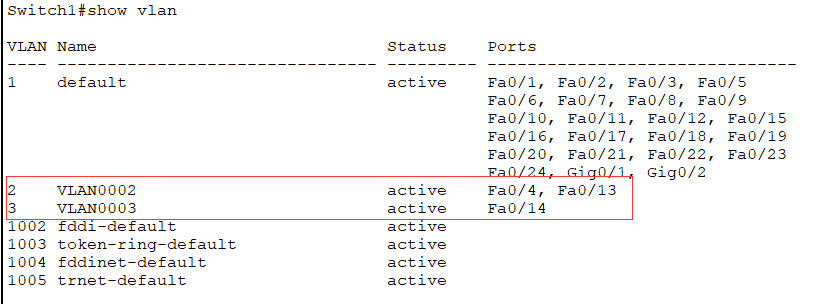 Switch1#show vlan
VLAN Name                             Status    Ports
---- -------------------------------- --------- -------------------------------
1    default                          active    Fa0/1, Fa0/2, Fa0/3, Fa0/5
                                                Fa0/6, Fa0/7, Fa0/8, Fa0/9
                                                Fa0/10, Fa0/11, Fa0/12, Fa0/15
                                                Fa0/16, Fa0/17, Fa0/18, Fa0/19
                                                Fa0/20, Fa0/21, Fa0/22, Fa0/23
                                                Fa0/24, Gig0/1, Gig0/2
2    VLAN0002                         active    Fa0/4, Fa0/13
3    VLAN0003                         active    Fa0/14
1002 fddi-default                     active
1003 token-ring-default               active
1004 fddinet-default                  active
1005 trnet-default                    active